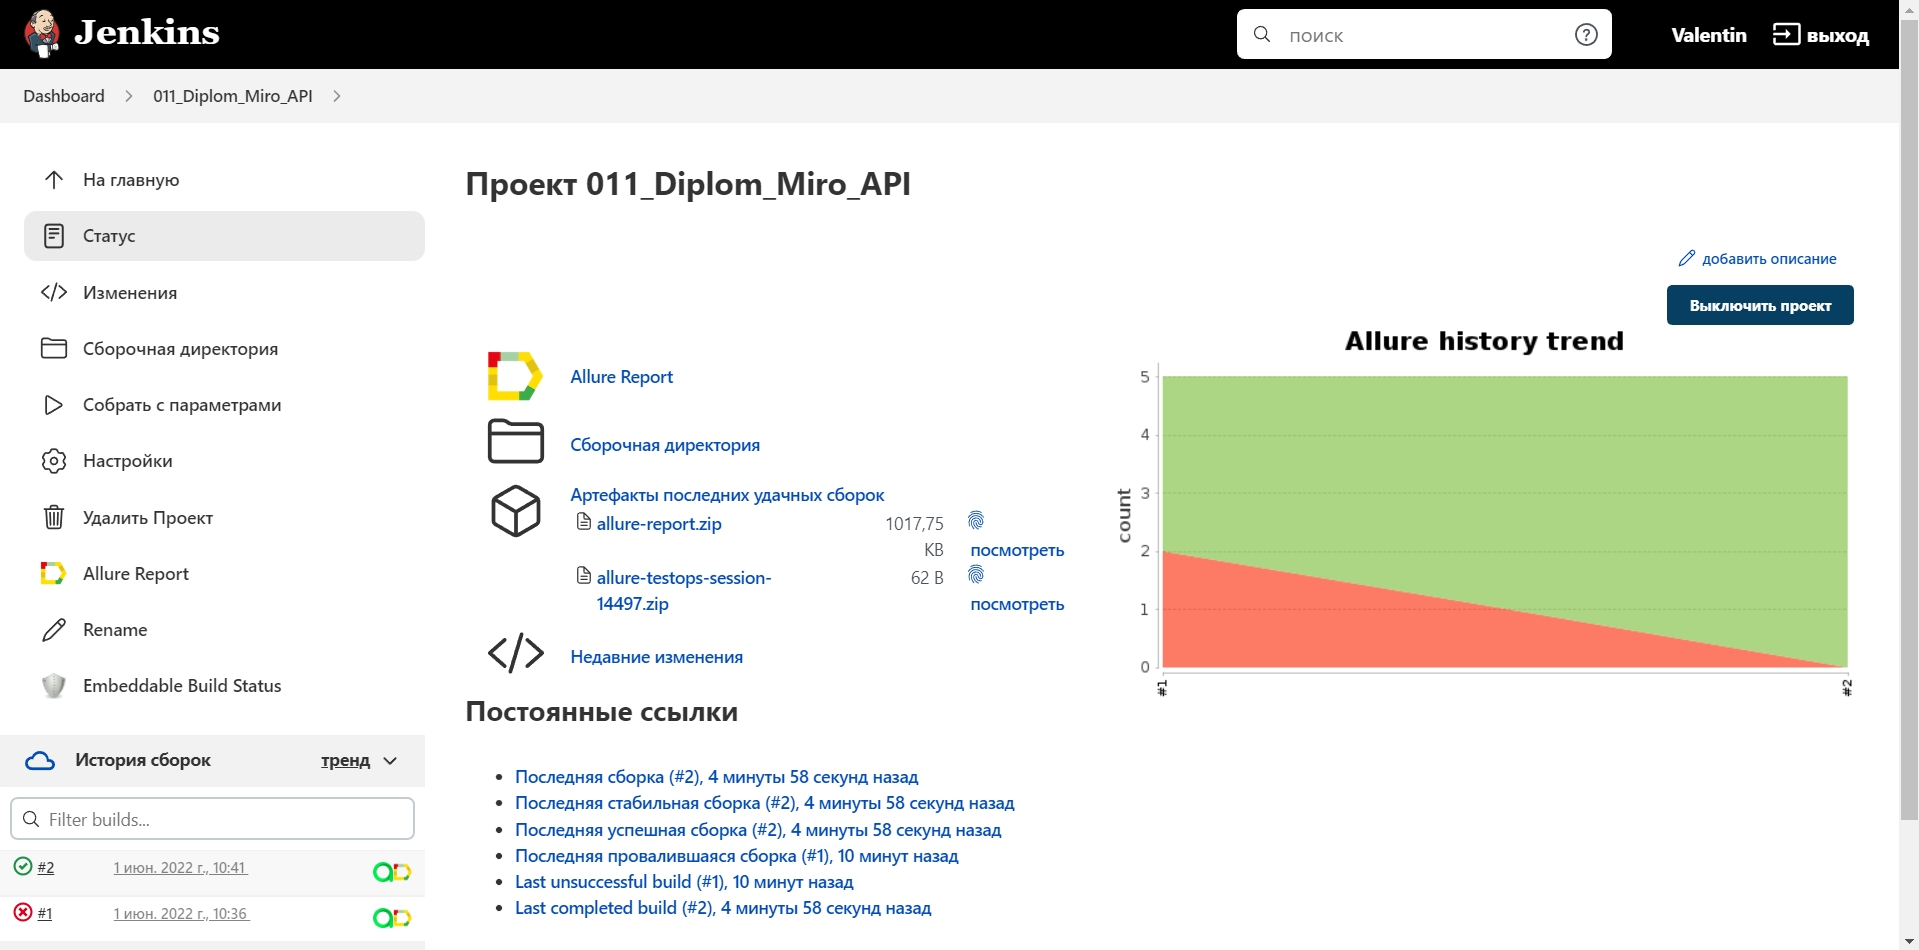 Jenkins
поиск
Valentin
выход
Dashboard
011_Diplom_Miro_API
На главную
Статус
Изменения
Сборочная директория
Собрать с параметрами
Настройки
Удалить Проект
Allure Report
Rename
Embeddable Build Status
История сборок
тренд
Filter builds...
#2
1 июн. 2022 г., 10:41
#1
1 июн. 2022 г., 10:36
Проект 011_Diplom_Miro_API
добавить описание
Выключить проект
Allure Report
Сборочная директория
Артефакты последних удачных сборок
allure-report.zip
1017,75
KB
посмотреть
allure-testops-session-
14497.zip
62 B
посмотреть
Недавние изменения
Allure history trend
count
5
4
3
2
1
0
#1
#2
Постоянные ссылки
Последняя сборка (#2), 4 минуты 58 секунд назад
Последняя стабильная сборка (#2), 4 минуты 58 секунд назад
Последняя успешная сборка (#2), 4 минуты 58 секунд назад
Последняя провалившаяся сборка (#1), 10 минут назад
Last unsuccessful build (#1), 10 минут назад
Last completed build (#2), 4 минуты 58 секунд назад